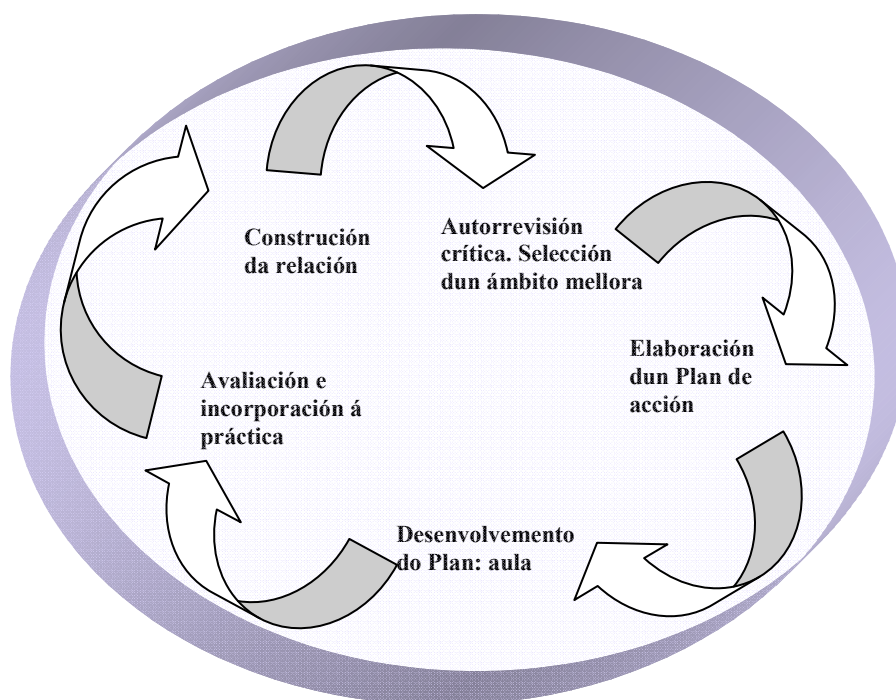 Construción
da relación
Autorrevisión
crítica. Selección
dun ámbito mellora
Elaboración
dun Plan de
acción
Desenvolvemento
do Plan: aula
Avaliación e
incorporación á
práctica